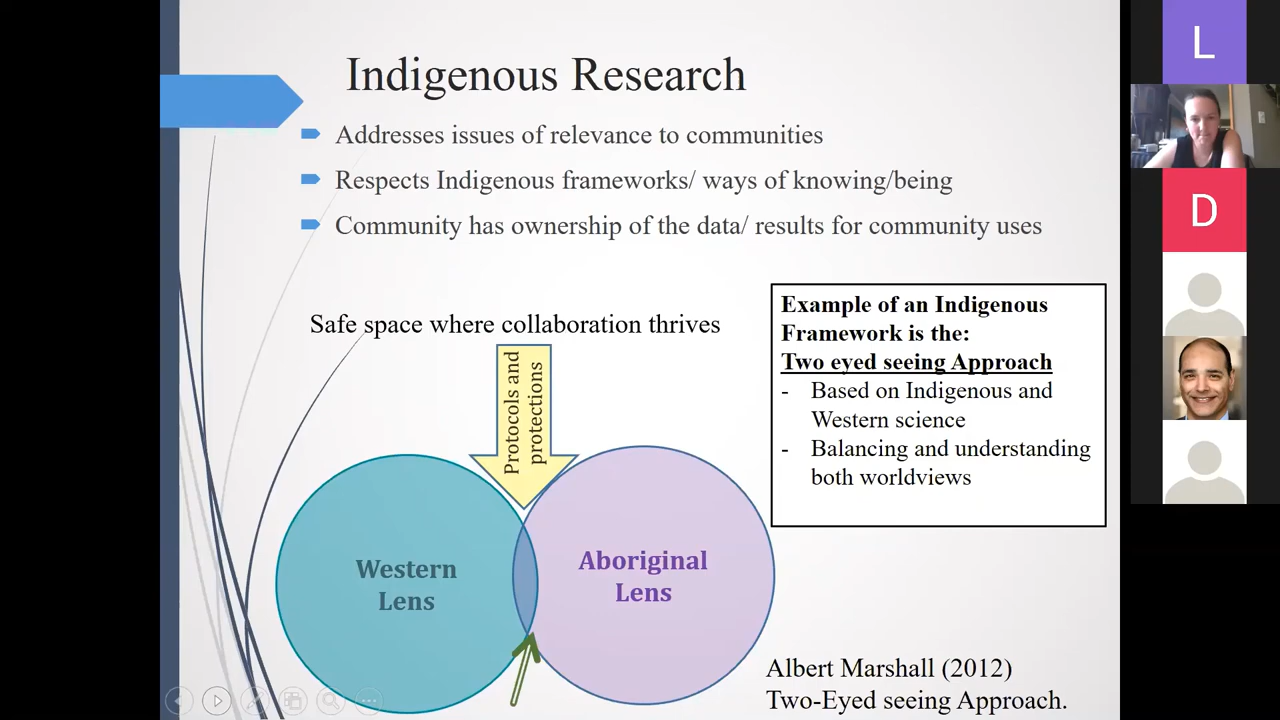 Indigenous Research
Addresses issues of relevance to communities
Respects Indigenous frameworks/ ways of knowing/being
Community has ownership of the data/ results for community uses
Safe space where collaboration thrives
Protocols and
protections
Western
Lens
Aboriginal
Lens
Example of an Indigenous
Framework is the:
Two eyed seeing Approach
- Based on Indigenous and
Western science
- Balancing and understanding
both worldviews
Albert Marshall (2012)
Two-Eyed seeing Approach.
L
D